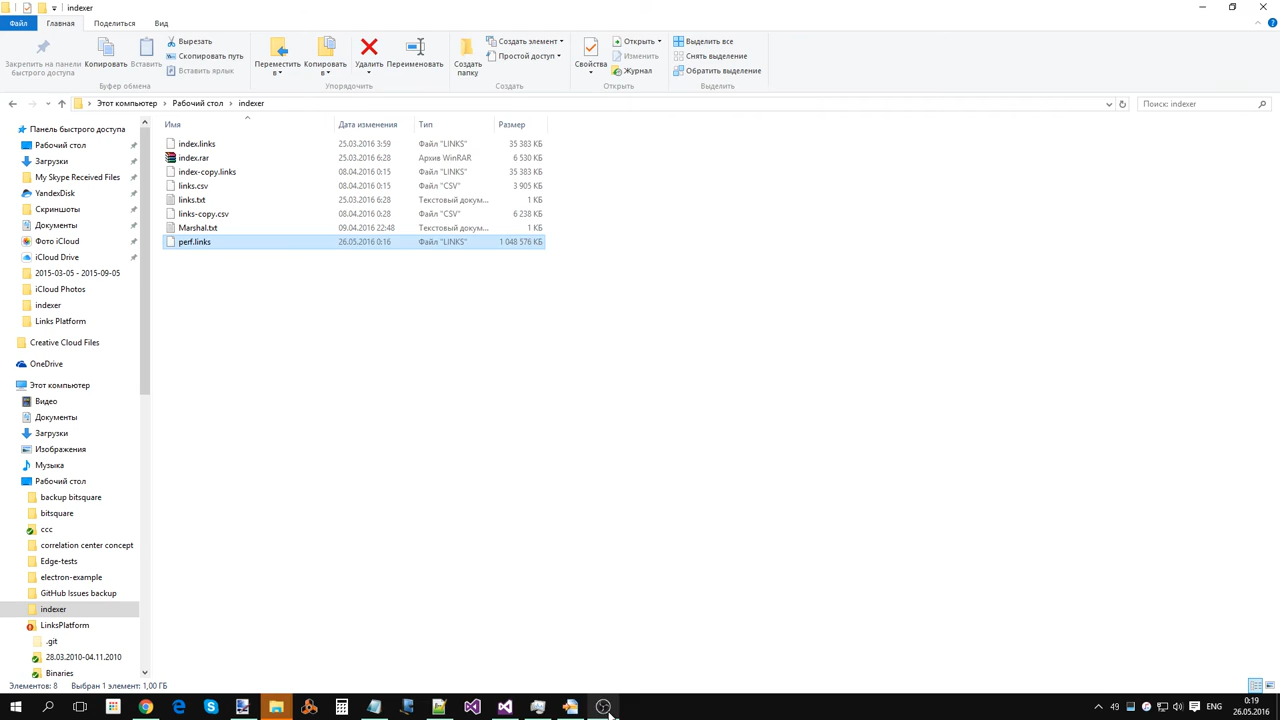 indexer
Файл Главная Поделиться Вид
Закрепить на панели быстрого доступа
Копировать
Вставить
Вырезать
Скопировать путь
Вставить ярлык
Переместить в
Копировать в
Удалить
Переименовать
Создать папку
Создать элемент
Простой доступ
Свойства
Открыть
Изменить
Журнал
Выделить все
Снять выделение
Обратить выделение
Буфер обмена Упорядочить Создать Открыть Выделить
Этот компьютер Рабочий стол indexer
Поиск: indexer
Имя Дата изменения Тип Размер
index.links 25.03.2016 3:59 Файл "LINKS" 35 383 КБ
index.rar 25.03.2016 6:28 Архив WinRAR 6 530 КБ
index-copy.links 08.04.2016 0:15 Файл "LINKS" 35 383 КБ
links.csv 08.04.2016 0:15 Файл "CSV" 3 905 КБ
links.txt 25.03.2016 6:28 Текстовый докум... 1 КБ
links-copy.csv 08.04.2016 0:28 Файл "CSV" 6 238 КБ
Marshal.txt 09.04.2016 22:48 Текстовый докум... 1 КБ
perf.links 26.05.2016 0:16 Файл "LINKS" 1 048 576 КБ
Панель быстрого доступа
Рабочий стол
Загрузки
My Skype Received Files
YandexDisk
Скриншоты
Документы
Фото iCloud
iCloud Drive
2015-03-05 - 2015-09-05
iCloud Photos
indexer
Links Platform
Creative Cloud Files
OneDrive
Этот компьютер
Видео
Документы
Загрузки
Изображения
Музыка
Рабочий стол
backup bitsquare
bitsquare
ccc
correlation center concept
Edge-tests
electron-example
GitHub Issues backup
indexer
LinksPlatform
.git
28.03.2010-04.11.2010
Binaries
Элементов: 8 Выбран 1 элемент: 1,00 ГБ
49 ENG
0:19
26.05.2016